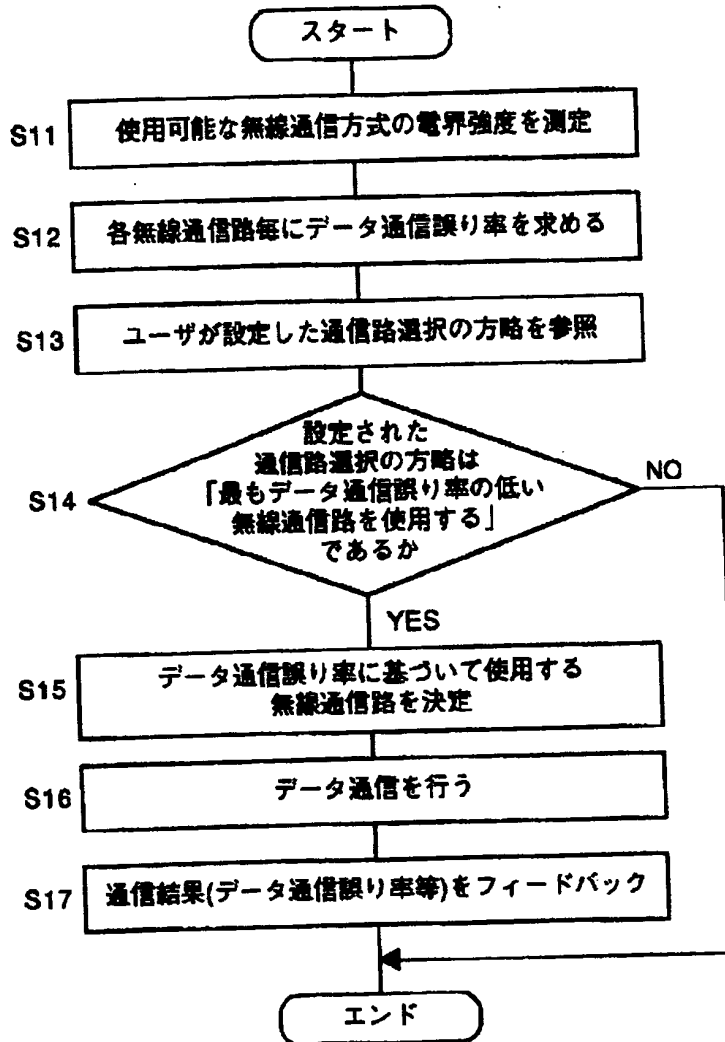 スタート
S11
使用可能な無線通信方式の電界強度を測定
S12
各無線通信路毎にデータ通信誤り率を求める
S13
ユーザが設定した通信路選択の方略を参照
S14
設定された
通信路選択の方略は
「最もデータ通信誤り率の低い
無線通信路を使用する」
であるか
NO
YES
S15
データ通信誤り率に基づいて使用する
無線通信路を決定
S16
データ通信を行う
S17
通信結果(データ通信誤り率等)をフィードバック
エンド